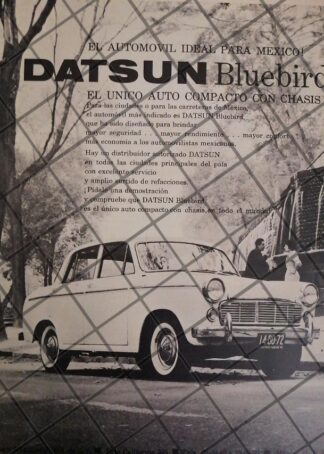 EL AUTOMOVIL IDEAL PARA MEXICO!
DATSUN Bluebird
EL UNICO AUTO COMPACTO CON CHASIS
Para las ciudades o para las carreteras de México,
el automóvil más indicado es DATSUN Bluebird,
que ha sido diseñado para brindar
mayor seguridad . . . mayor rendimiento . . . mayor confort
más economía a los automovilistas mexicanos.
Hay un distribuidor autorizado DATSUN
en todas las ciudades principales del país
con excelente servicio
y amplio surtido de refacciones.
¡Pídale una demostración
y compruebe que DATSUN Bluebird
es el único auto compacto con chasis en todo el mundo!